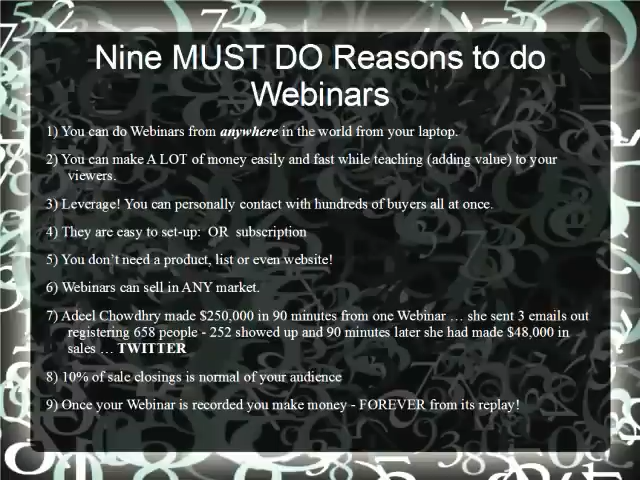 Nine MUST DO Reasons to do
Webinars
1) You can do Webinars from anywhere in the world from your laptop.
2) You can make A LOT of money easily and fast while teaching (adding value) to your
viewers.
3) Leverage! You can personally contact with hundreds of buyers all at once.
4) They are easy to set-up:  OR  subscription
5) You don't need a product, list or even website!
6) Webinars can sell in ANY market.
7) Adeel Chowdhry made $250,000 in 90 minutes from one Webinar … she sent 3 emails out
registering 658 people - 252 showed up and 90 minutes later she had made $48,000 in
sales … TWITTER
8) 10% of sale closings is normal of your audience
9) Once your Webinar is recorded you make money - FOREVER from its replay!